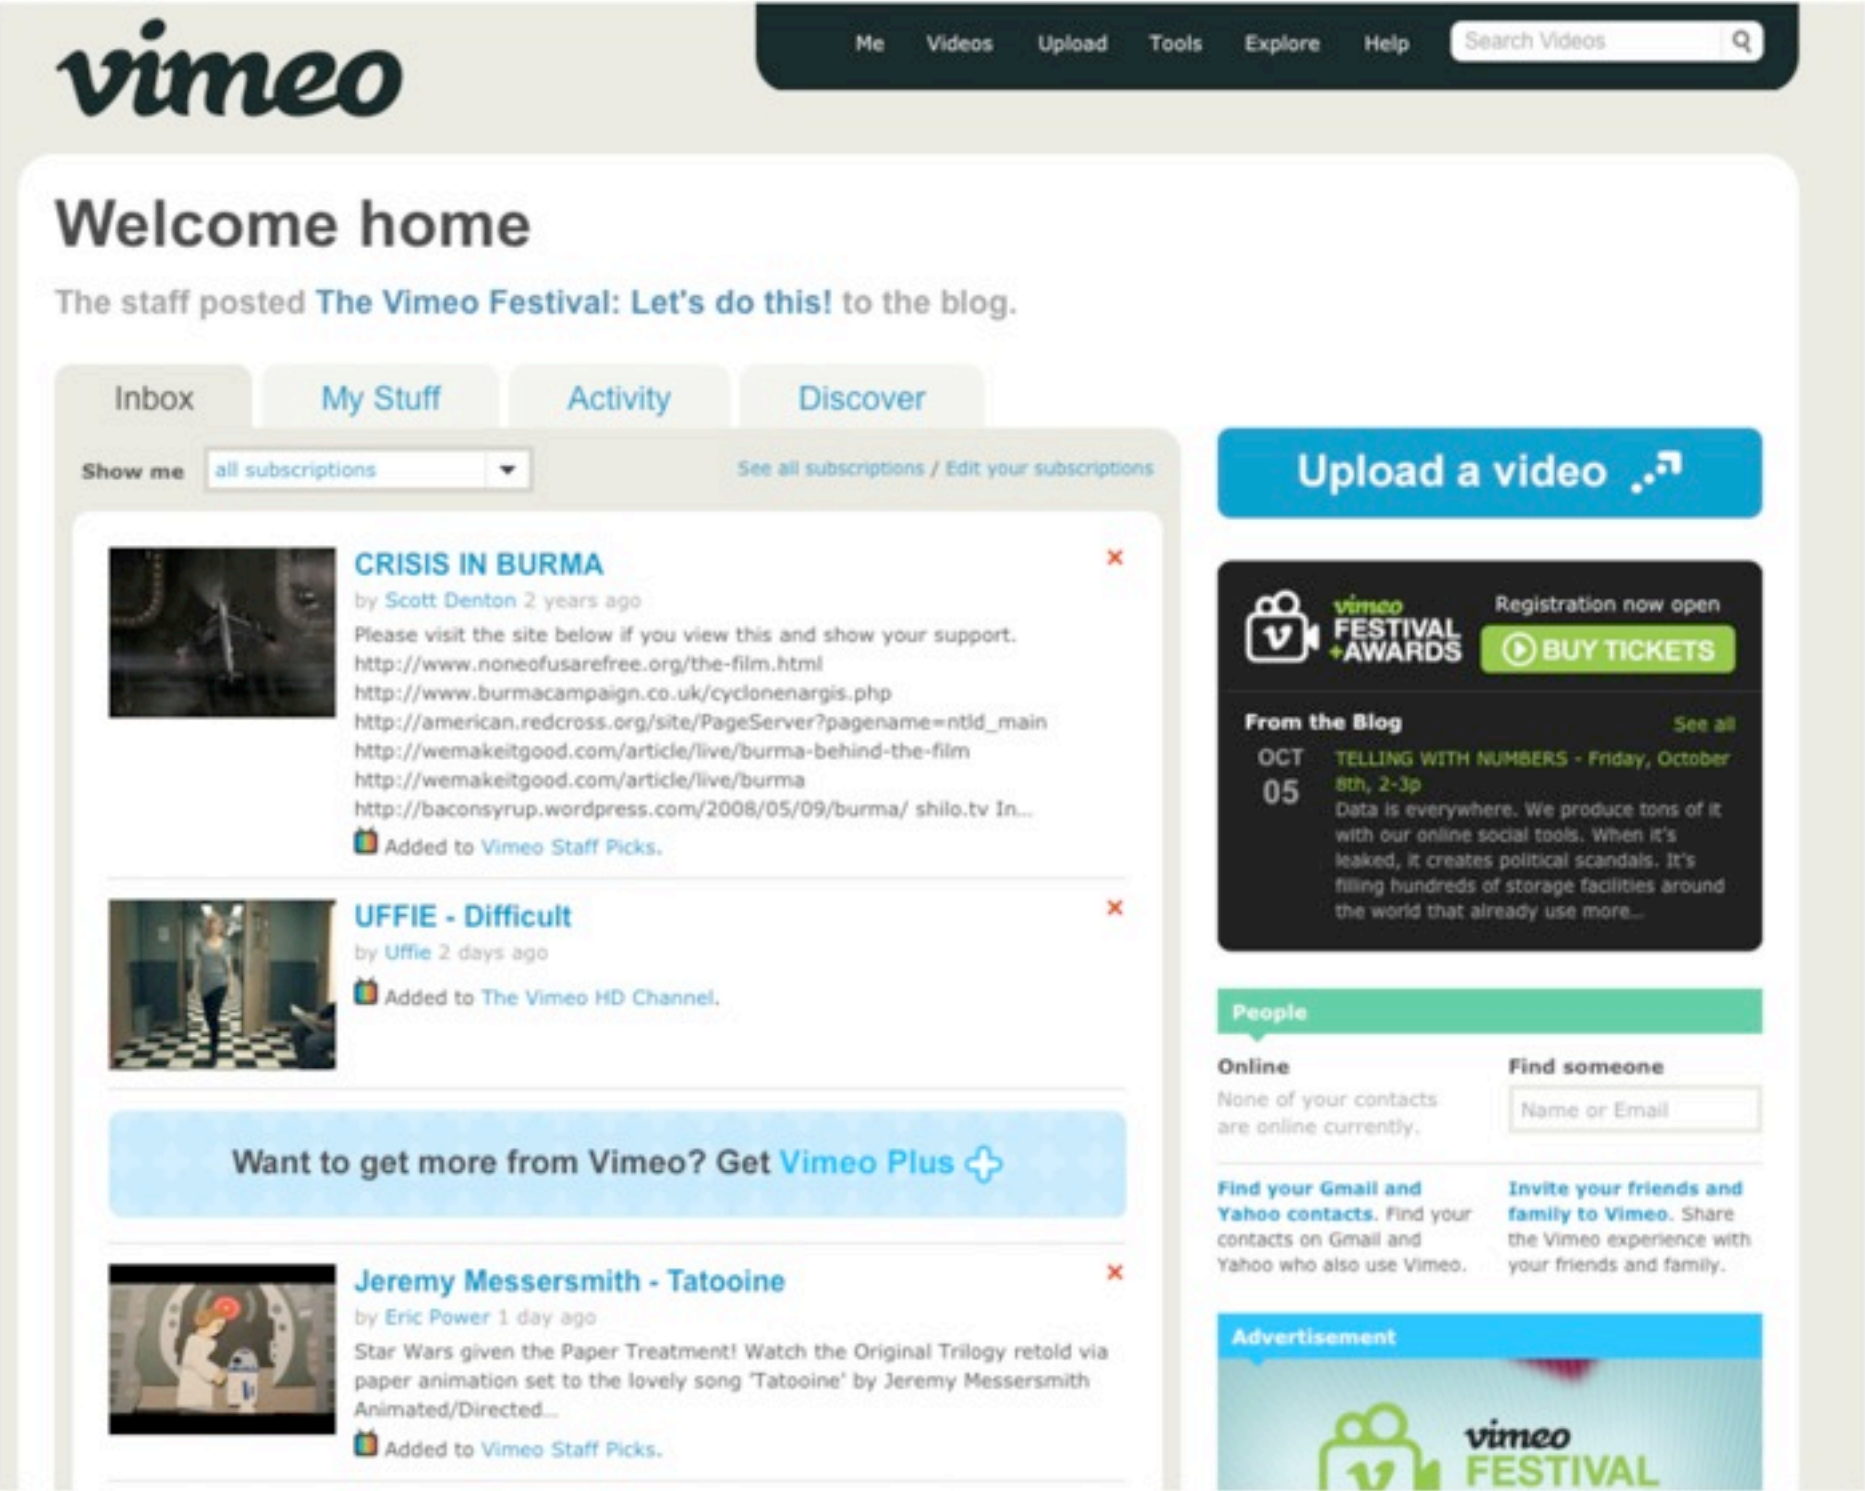 vimeo
Me Videos Upload Tools Explore Help Search Videos
Welcome home
The staff posted The Vimeo Festival: Let's do this! to the blog.
Inbox My Stuff Activity Discover
Show me all subscriptions See all subscriptions / Edit your subscriptions
CRISIS IN BURMA
by Scott Denton 2 years ago
Please visit the site below if you view this and show your support.
http://www.noneofusarefree.org/the-film.html
http://www.burmacampaign.co.uk/cyclonenargis.php
http://american.redcross.org/site/PageServer?pagename=ntld_main
http://wemakeitgood.com/article/live/burma-behind-the-film
http://wemakeitgood.com/article/live/burma
http://baconsyrup.wordpress.com/2008/05/09/burma/ shilo.tv In...
Added to Vimeo Staff Picks.
UFFIE - Difficult
by Uffie 2 days ago
Added to The Vimeo HD Channel.
Want to get more from Vimeo? Get Vimeo Plus
Jeremy Messersmith - Tatooine
by Eric Power 1 day ago
Star Wars given the Paper Treatment! Watch the Original Trilogy retold via
paper animation set to the lovely song 'Tatooine' by Jeremy Messersmith
Animated/Directed...
Added to Vimeo Staff Picks.
Upload a video
vimeo
FESTIVAL
+AWARDS
Registration now open
BUY TICKETS
From the Blog See all
OCT
05
TELLING WITH NUMBERS - Friday, October
8th, 2-3p
Data is everywhere. We produce tons of it
with our online social tools. When it's
leaked, it creates political scandals. It's
filling hundreds of storage facilities around
the world that already use more...
People
Online
None of your contacts
are online currently.
Find someone
Name or Email
Find your Gmail and
Yahoo contacts. Find your
contacts on Gmail and
Yahoo who also use Vimeo.
Invite your friends and
family to Vimeo. Share
the Vimeo experience with
your friends and family.
Advertisement
vimeo
FESTIVAL